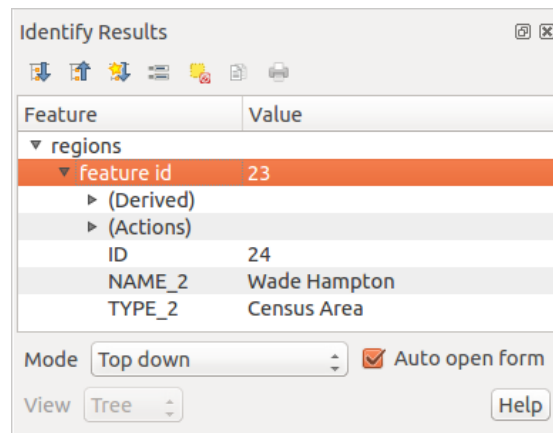 Identify Results
Feature Value
regions
feature id 23
(Derived)
(Actions)
ID 24
NAME_2 Wade Hampton
TYPE_2 Census Area
Mode Top down Auto open form
View Tree Help